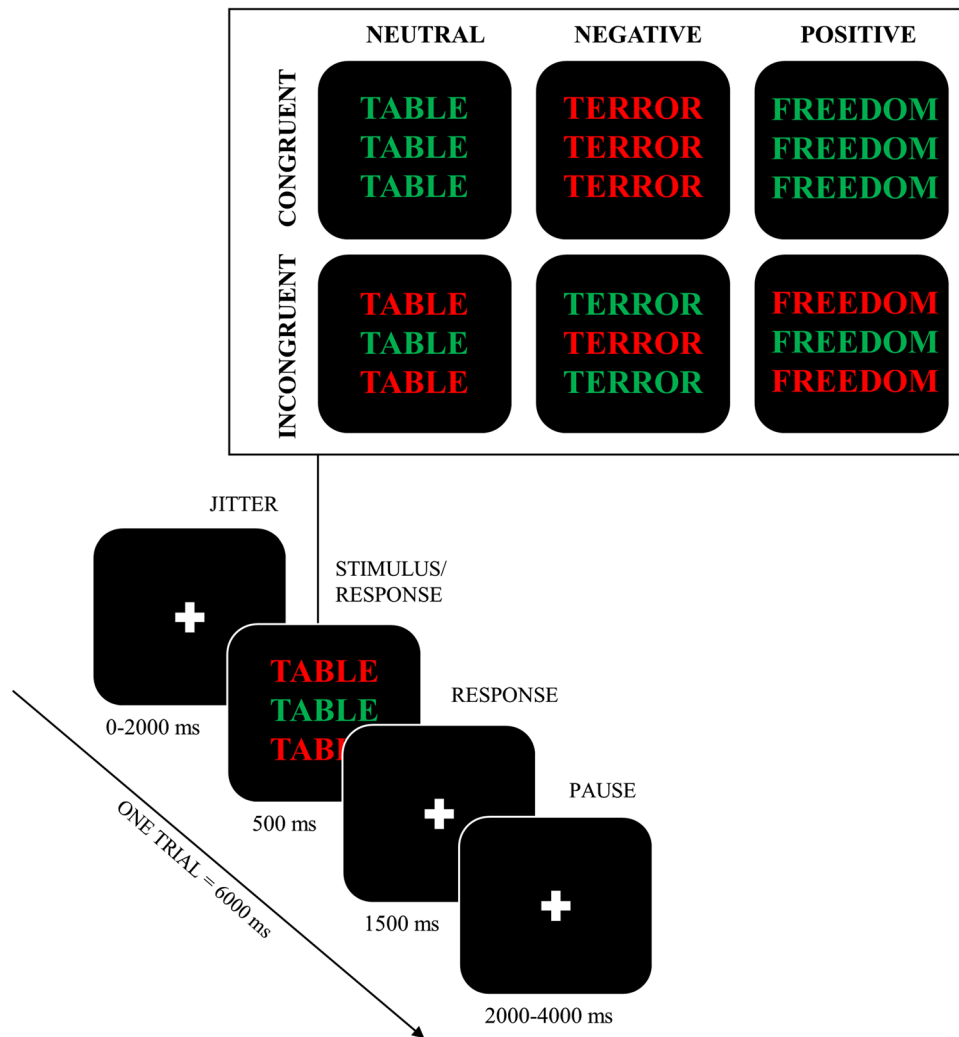 NEUTRAL NEGATIVE POSITIVE
CONGRUENT
TABLE TERROR FREEDOM
TABLE TERROR FREEDOM
TABLE TERROR FREEDOM
INCONGRUENT
TABLE TERROR FREEDOM
TABLE TERROR FREEDOM
TABLE TERROR FREEDOM
JITTER
0-2000 ms
STIMULUS/
RESPONSE
TABLE
TABLE
TABLE
500 ms
RESPONSE
1500 ms
PAUSE
2000-4000 ms
ONE TRIAL = 6000 ms